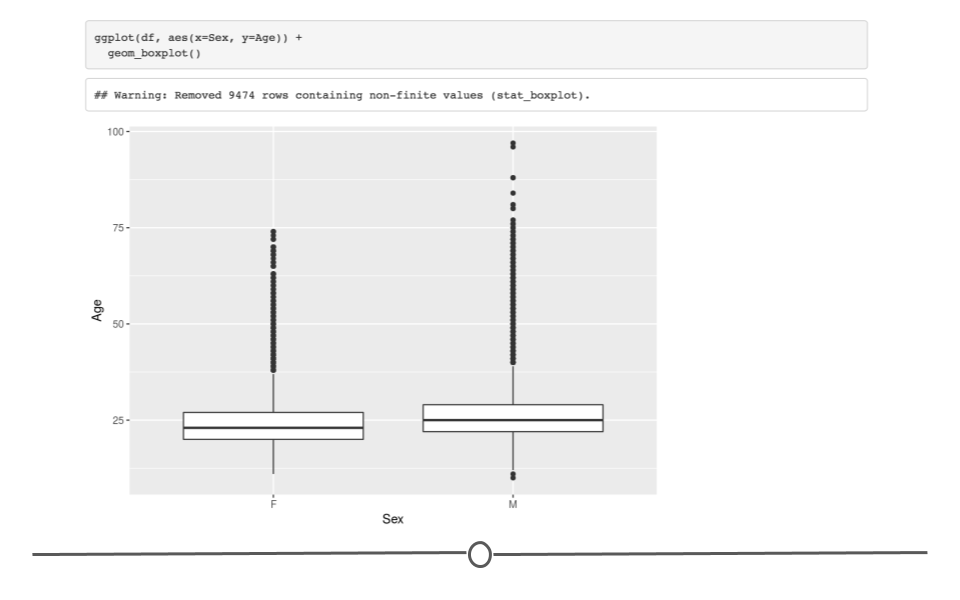 ggplot(df, aes(x=Sex, y=Age)) +
  geom_boxplot()
## Warning: Removed 9474 rows containing non-finite values (stat_boxplot).
100
75
Age
50
25
F
M
Sex